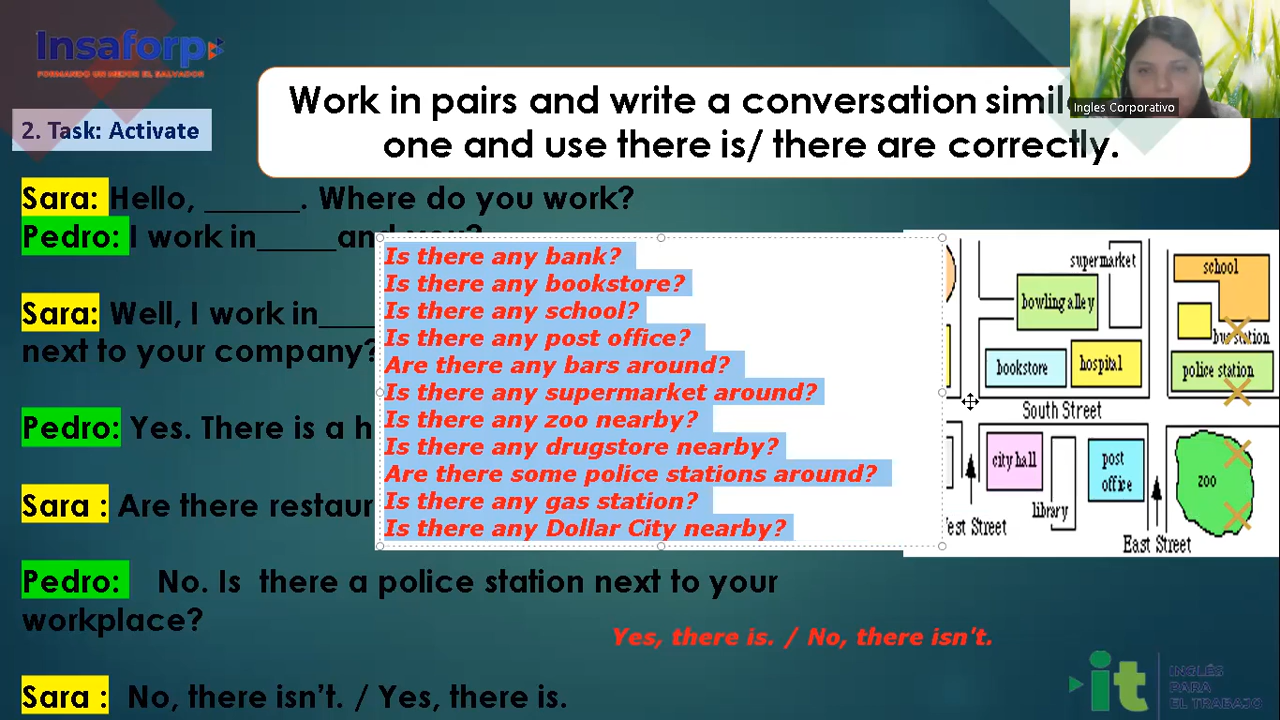 Insaforp
FORMANDO UN MEJOR EL SALVADOR
Ingles Corporativo
2. Task: Activate
Work in pairs and write a conversation
one and use there is/ there are correctly.
Sara: Hello, ______. Where do you work?
Pedro: I work in_____and you?
Sara: Well, I work in____
next to your company?
Pedro: Yes. There is a h
Sara : Are there
Pedro: No. Is there a police station next to your
workplace?
Sara : No, there isn't. / Yes, there is.
Is there any bank?
Is there any bookstore?
Is there any school?
Is there any post office?
Are there any bars around?
Is there any supermarket around?
Is there any zoo nearby?
Is there any drugstore nearby?
Are there some police stations around?
Is there any gas station?
Is there any Dollar City nearby?
Yes, there is. / No, there isn't.
supermarket
school
bowling alley
bus station
bookstore
hospital
police station
South Street
city hall
post
office
zoo
library
Street
East Street
it
INGLÉS
PARA
EL TRABAJO